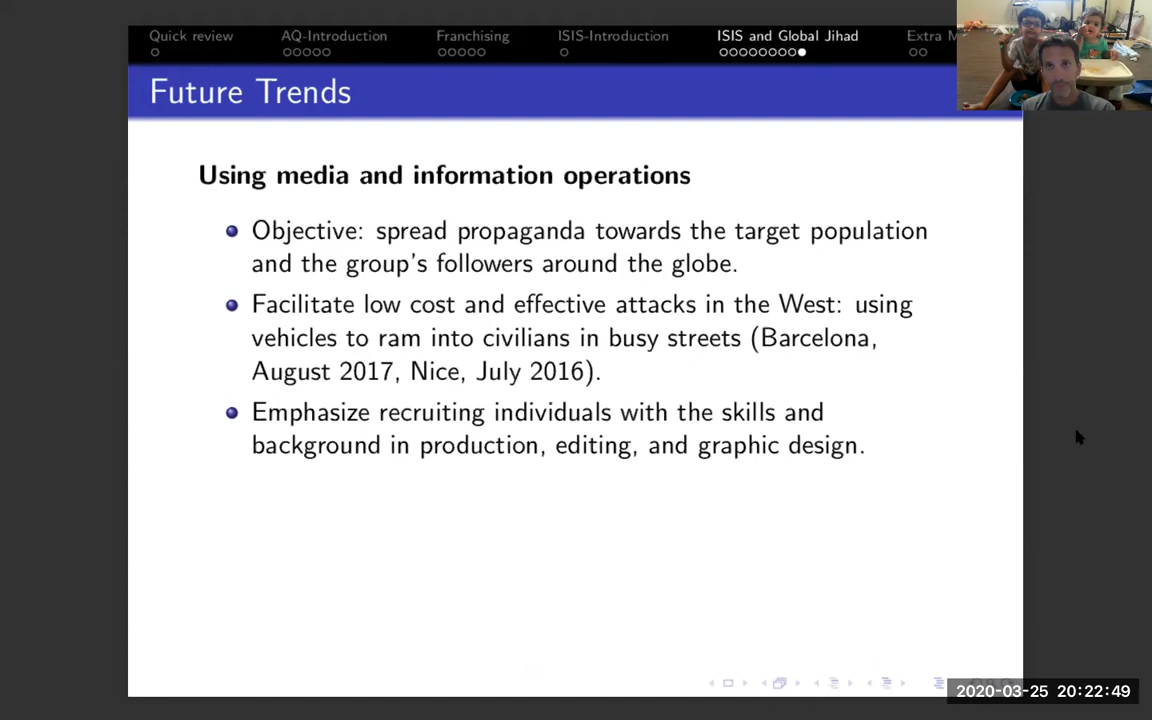 Quick review AQ-Introduction Franchising ISIS-Introduction ISIS and Global Jihad Extra
Future Trends
Using media and information operations
Objective: spread propaganda towards the target population
and the group's followers around the globe.
Facilitate low cost and effective attacks in the West: using
vehicles to ram into civilians in busy streets (Barcelona,
August 2017, Nice, July 2016).
Emphasize recruiting individuals with the skills and
background in production, editing, and graphic design.
2020-03-25 20:22:49